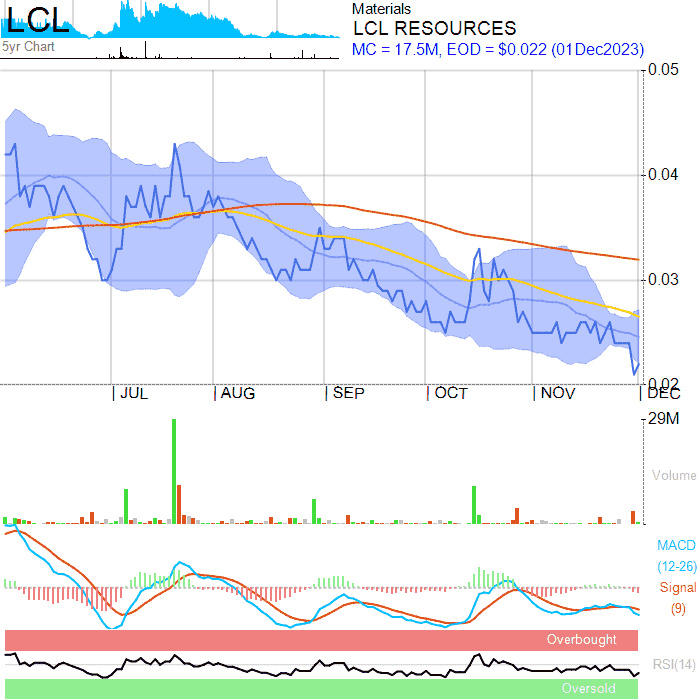 LCL
5yr Chart
Materials
LCL RESOURCES
MC = 17.5M, EOD = $0.022 (01Dec2023)
0.05
0.04
0.03
0.02
JUL AUG SEP OCT NOV DEC
29M
Volume
MACD
(12-26)
Signal
(9)
Overbought
RSI(14)
Oversold